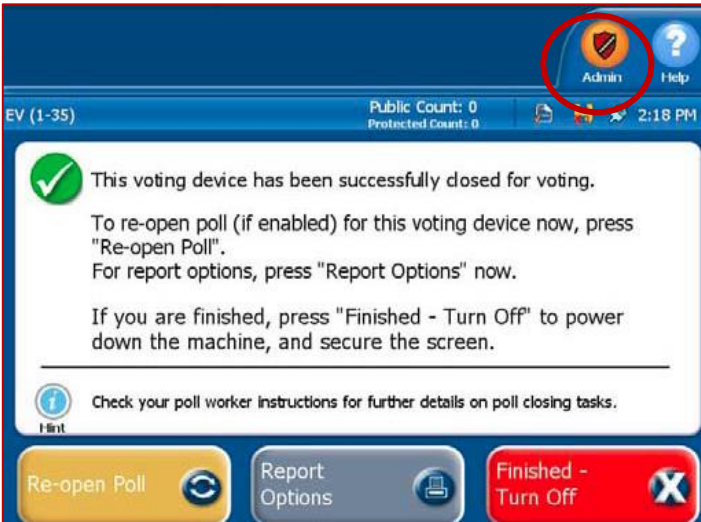 Admin
Help
EV (1-35)
Public Count: 0
Protected Count: 0
2:18 PM
This voting device has been successfully closed for voting.
To re-open poll (if enabled) for this voting device now, press
"Re-open Poll".
For report options, press "Report Options" now.
If you are finished, press "Finished - Turn Off" to power
down the machine, and secure the screen.
Hint
Check your poll worker instructions for further details on poll closing tasks.
Re-open Poll
Report
Options
Finished -
Turn Off